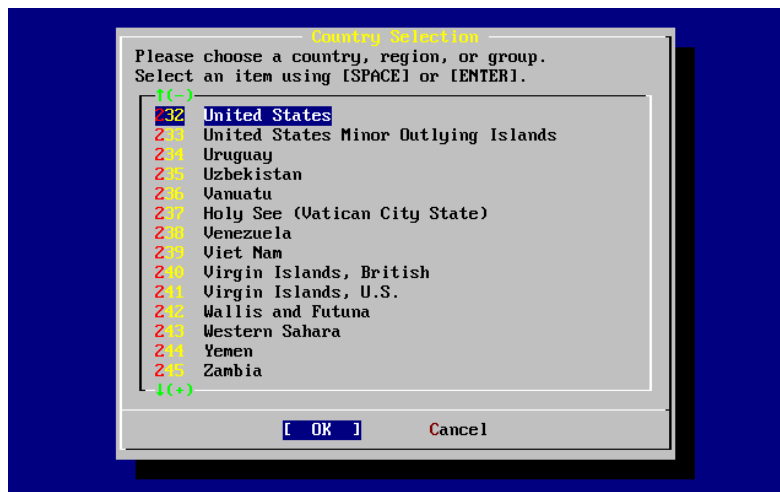 Country Selection
Please choose a country, region, or group.
Select an item using [SPACE] or [ENTER].
↑(-)
232 United States
233 United States Minor Outlying Islands
234 Uruguay
235 Uzbekistan
236 Vanuatu
237 Holy See (Vatican City State)
238 Venezuela
239 Viet Nam
240 Virgin Islands, British
241 Virgin Islands, U.S.
242 Wallis and Futuna
243 Western Sahara
244 Yemen
245 Zambia
↓(+)
[ OK ] Cancel